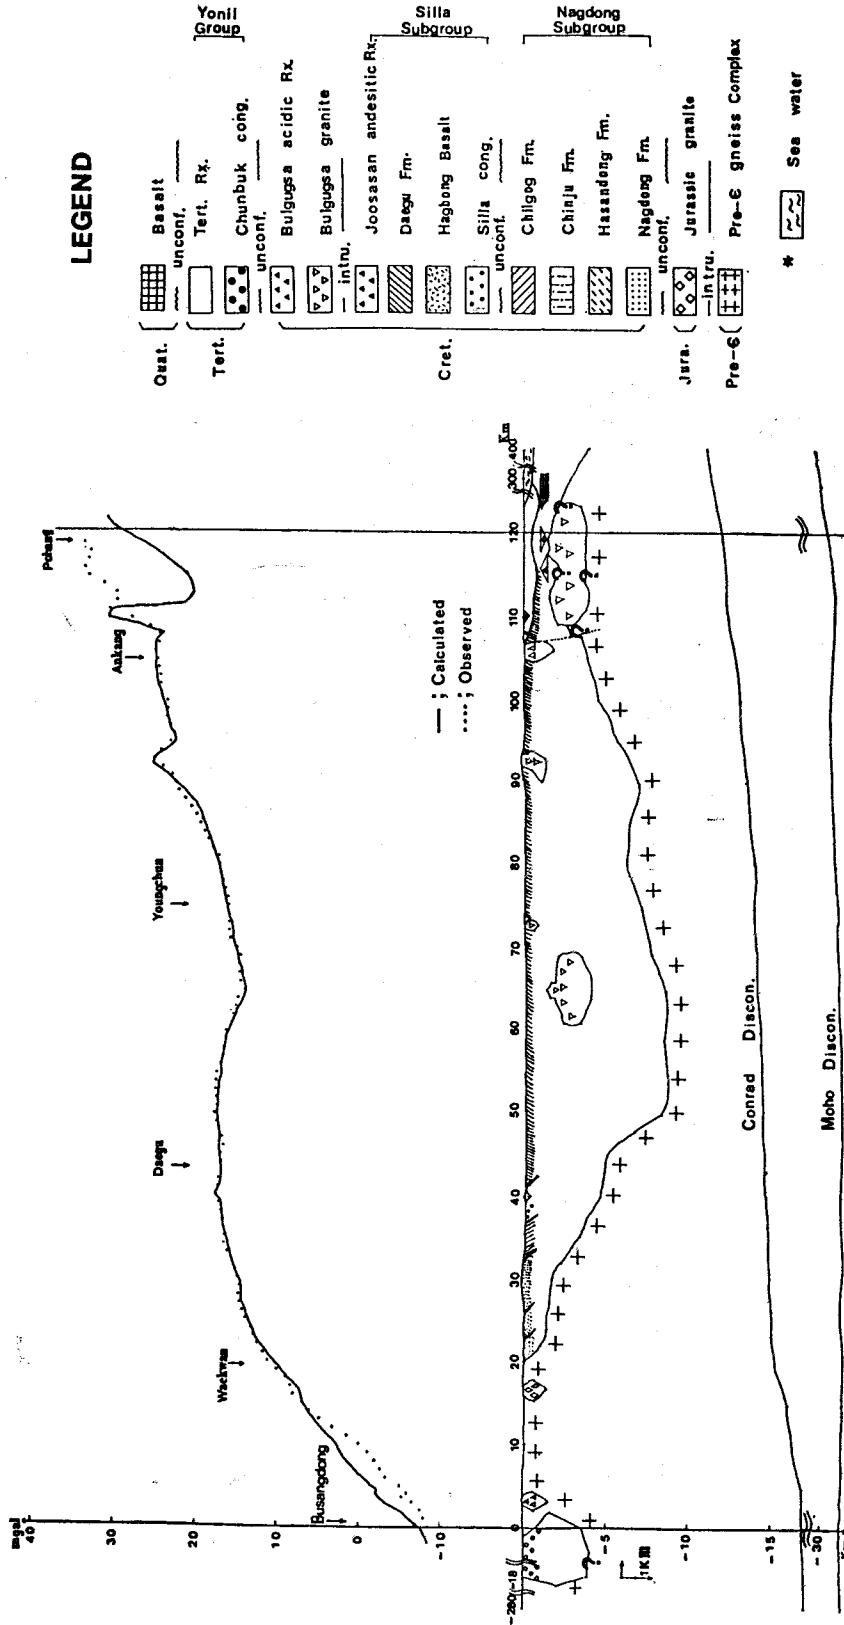 LEGEND
Quat.
Basalt
unconf.
Tert.
Tert. Rx.
Chunbuk cong.
Yonil
Group
unconf.
Cret.
Bulgugsa acidic Rx.
Bulgugsa granite
intru.
Joosasan andesitic Rx.
Daegu Fm.
Hagbong Basalt
Silla cong.
Silla
Subgroup
unconf.
Chilgog Fm.
Chinju Fm.
Hasandong Fm.
Nagdong Fm.
Nagdong
Subgroup
unconf.
Jura.
Jurassic granite
intru.
Pre-Є
Pre-Є gneiss Complex
* Sea water
mgal
40
30
20
10
0
-10
Busangdong
Waekwan
Daegu
Youngchun
Ankang
Pohang
— ; Calculated
.... ; Observed
-280
-18
0
10
20
30
40
50
60
70
80
90
100
110
120
300
400
Km
-5
-10
-15
-30
1KM
?
?
?
?
Conrad Discon.
Moho Discon.